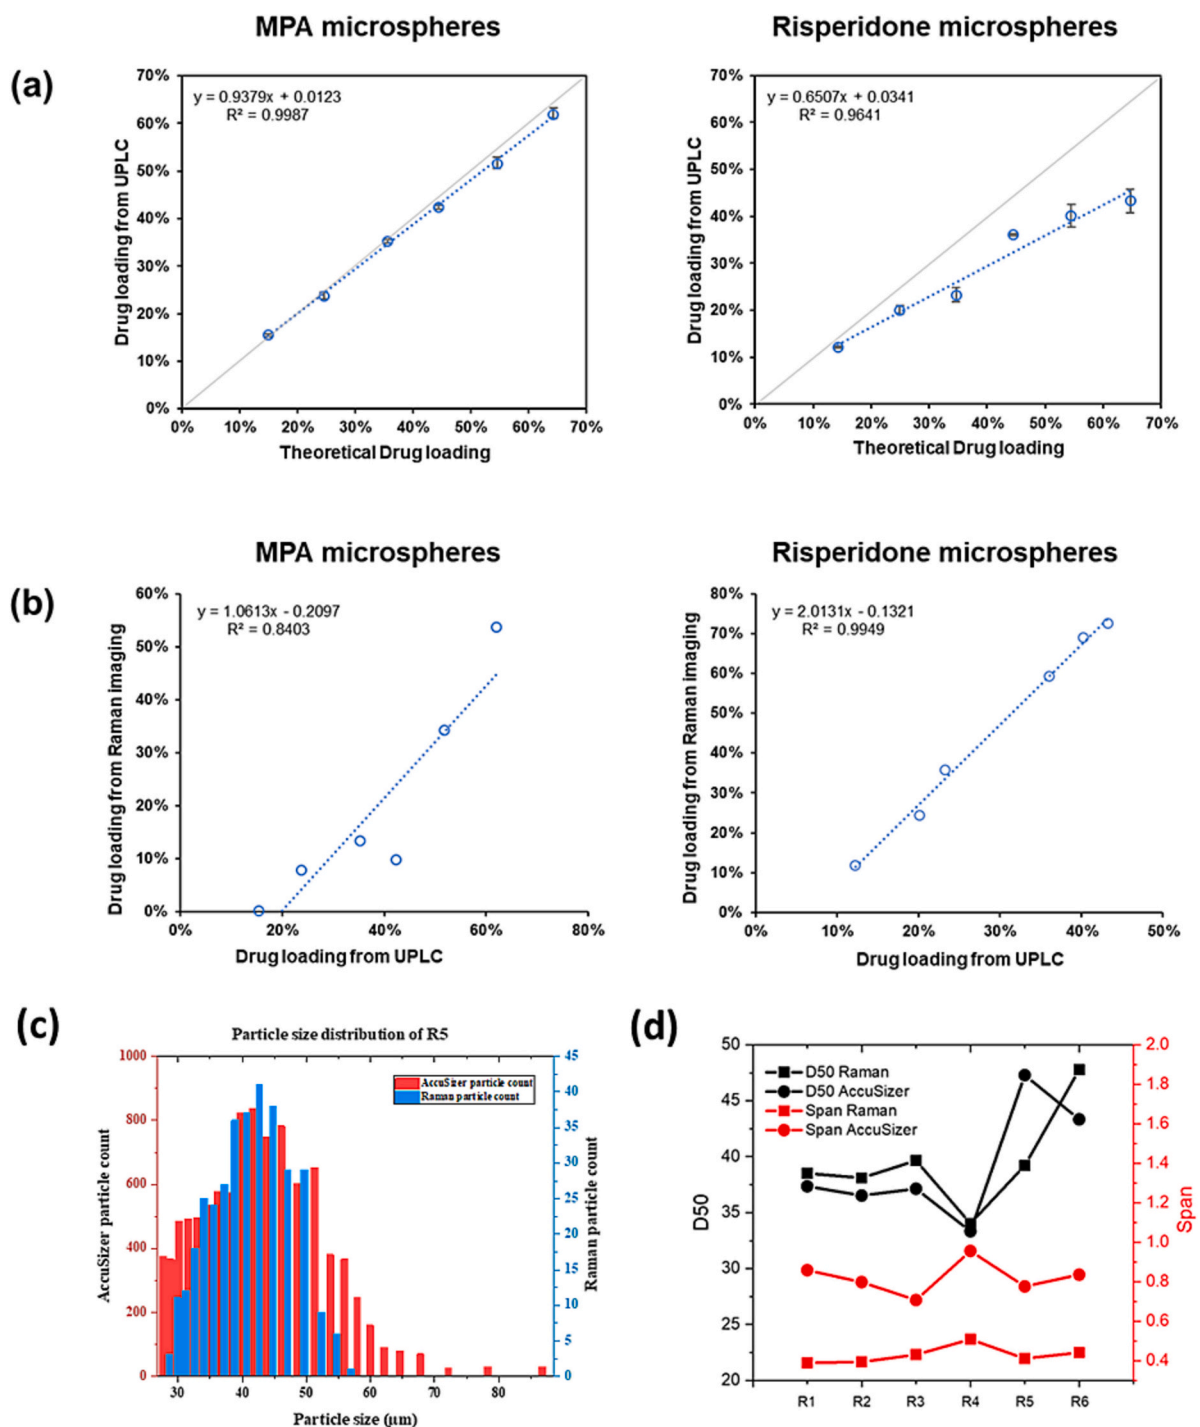 MPA microspheres
Risperidone microspheres
(a)
70%
60%
50%
40%
30%
20%
10%
0%
y = 0.9379x + 0.0123
R² = 0.9987
Drug loading from UPLC
0% 10% 20% 30% 40% 50% 60% 70%
Theoretical Drug loading
70%
60%
50%
40%
30%
20%
10%
0%
y = 0.6507x + 0.0341
R² = 0.9641
Drug loading from UPLC
0% 10% 20% 30% 40% 50% 60% 70%
Theoretical Drug loading
MPA microspheres
Risperidone microspheres
(b)
60%
50%
40%
30%
20%
10%
0%
y = 1.0613x - 0.2097
R² = 0.8403
Drug loading from Raman imaging
0% 20% 40% 60% 80%
Drug loading from UPLC
80%
70%
60%
50%
40%
30%
20%
10%
0%
y = 2.0131x - 0.1321
R² = 0.9949
Drug loading from Raman imaging
0% 10% 20% 30% 40% 50%
Drug loading from UPLC
(c)
Particle size distribution of R5
1000
800
600
400
200
0
AccuSizer particle count
AccuSizer particle count
Raman particle count
45
40
35
30
25
20
15
10
5
0
Raman particle count
30 40 50 60 70 80
Particle size (μm)
(d)
50
45
40
35
30
25
20
D50
D50 Raman
D50 AccuSizer
Span Raman
Span AccuSizer
2.0
1.8
1.6
1.4
1.2
1.0
0.8
0.6
0.4
Span
R1 R2 R3 R4 R5 R6